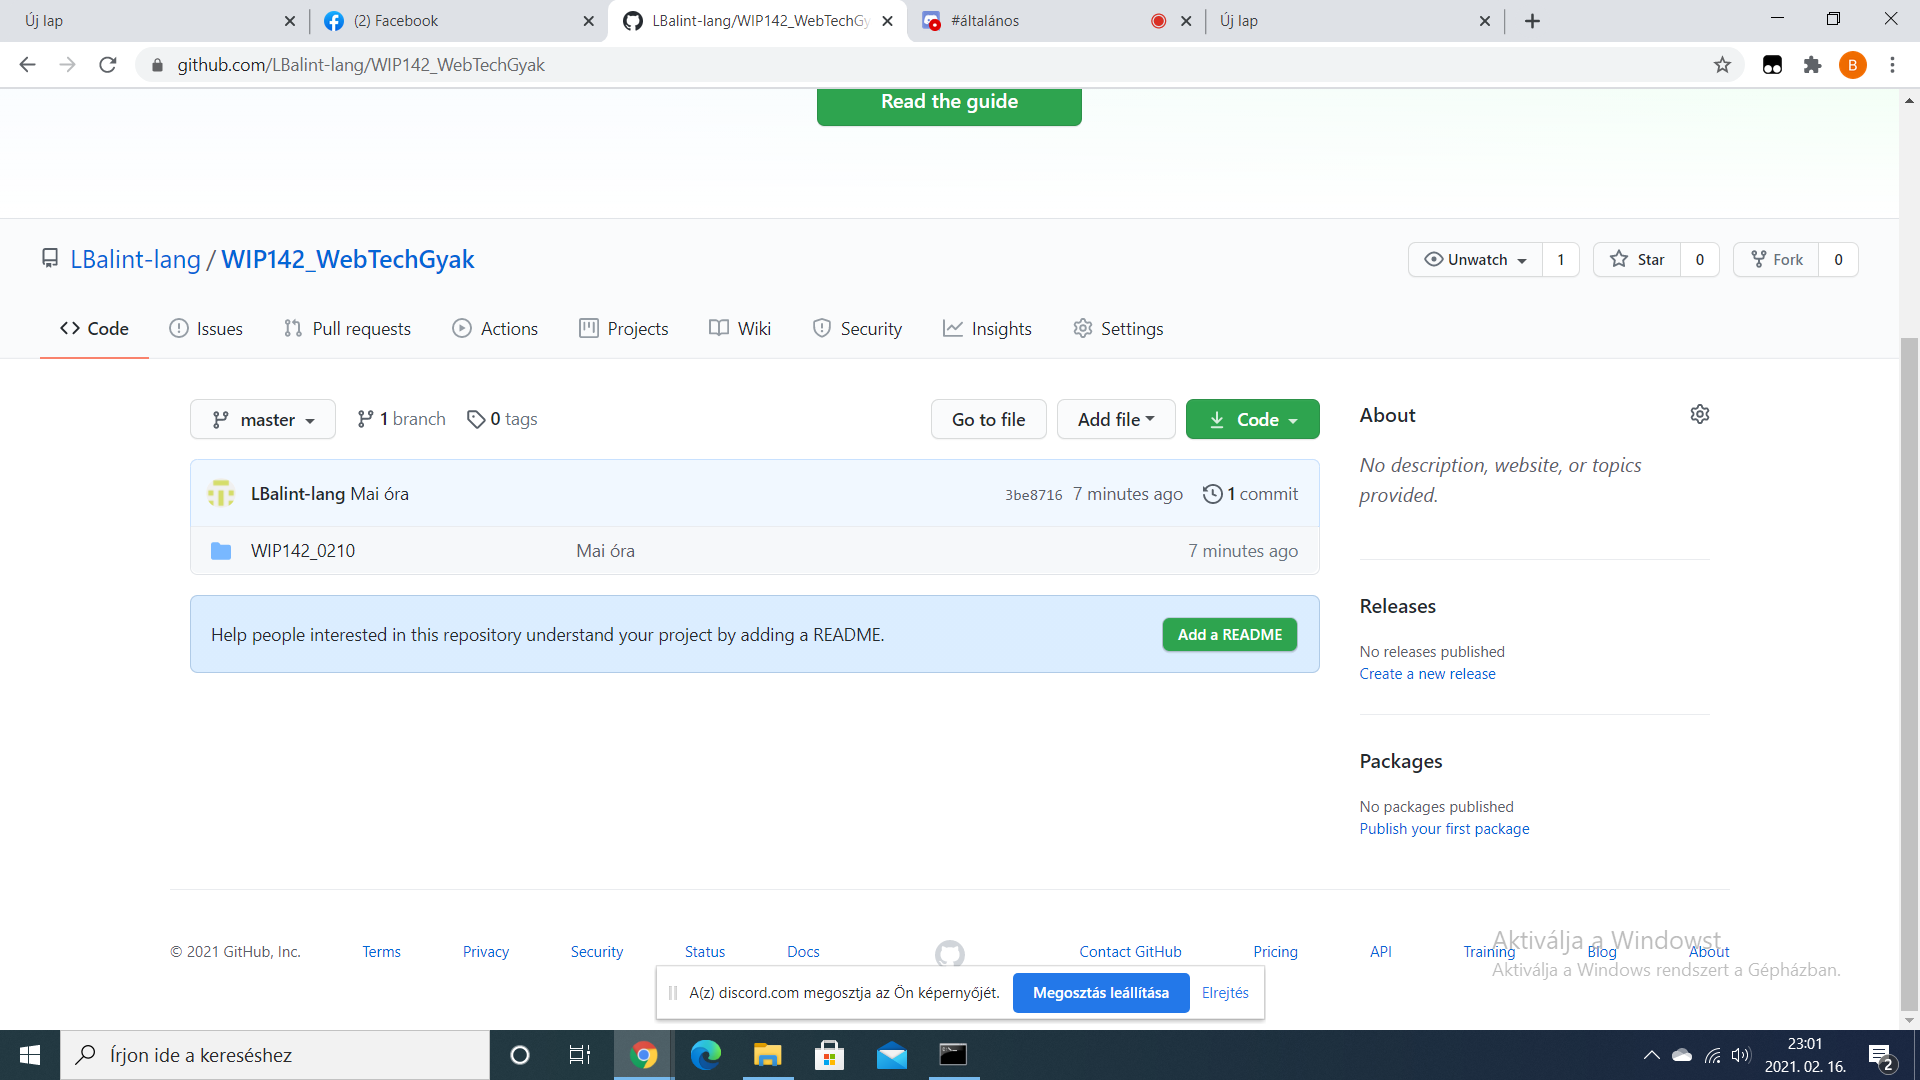 Új lap
(2) Facebook
LBalint-lang/WIP142_WebTechGy
#általános
Új lap
github.com/LBalint-lang/WIP142_WebTechGyak
B
Read the guide
LBalint-lang / WIP142_WebTechGyak
Unwatch 1
Star 0
Fork 0
Code
Issues
Pull requests
Actions
Projects
Wiki
Security
Insights
Settings
master
1 branch
0 tags
Go to file
Add file
Code
LBalint-lang Mai óra
3be8716 7 minutes ago
1 commit
WIP142_0210
Mai óra
7 minutes ago
Help people interested in this repository understand your project by adding a README.
Add a README
About
No description, website, or topics
provided.
Releases
No releases published
Create a new release
Packages
No packages published
Publish your first package
© 2021 GitHub, Inc.
Terms
Privacy
Security
Status
Docs
Contact GitHub
Pricing
API
Training
Blog
About
Aktiválja a Windowst
Aktiválja a Windows rendszert a Gépházban.
A(z) discord.com megosztja az Ön képernyőjét.
Megosztás leállítása
Elrejtés
Írjon ide a kereséshez
23:01
2021. 02. 16.
2